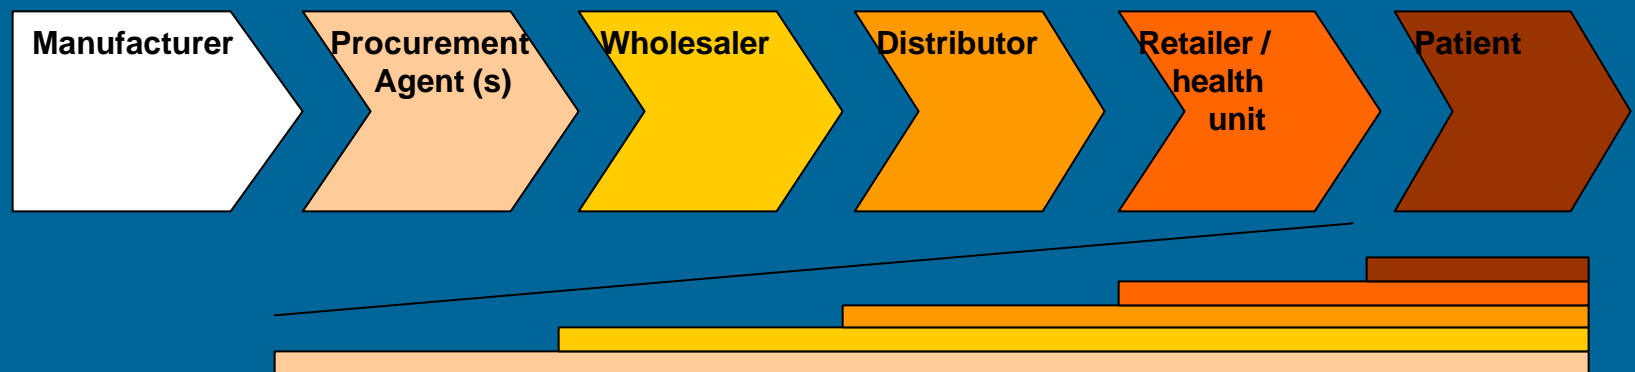 Manufacturer
Procurement
Agent (s)
Wholesaler
Distributor
Retailer /
health
unit
Patient